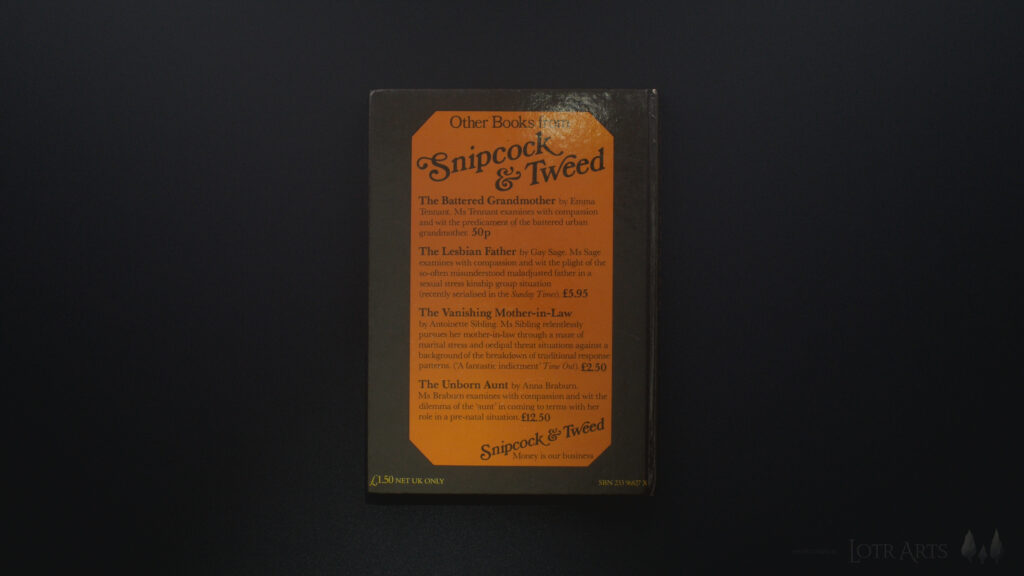 Other Books from
Snipcock
& Tweed
The Battered Grandmother by Emma
Tennant. Ms Tennant examines with compassion
and wit the predicament of the battered urban
grandmother. 50p
The Lesbian Father by Gay Sage. Ms Sage
examines with compassion and wit the plight of the
so-often misunderstood maladjusted father in a
sexual stress kinship group situation
(recently serialised in the Sunday Times). £5.95
The Vanishing Mother-in-Law
by Antoinette Sibling. Ms Sibling relentlessly
pursues her mother-in-law through a maze of
marital stress and oedipal threat situations against a
background of the breakdown of traditional response
patterns. ('A fantastic indictment' Time Out). £2.50
The Unborn Aunt by Anna Braburn.
Ms Braburn examines with compassion and wit the
dilemma of the 'aunt' in coming to terms with her
role in a pre-natal situation. £12.50
Snipcock & Tweed
Money is our business
£1.50 NET UK ONLY
SBN 233 96827 X
LOTR ARTS